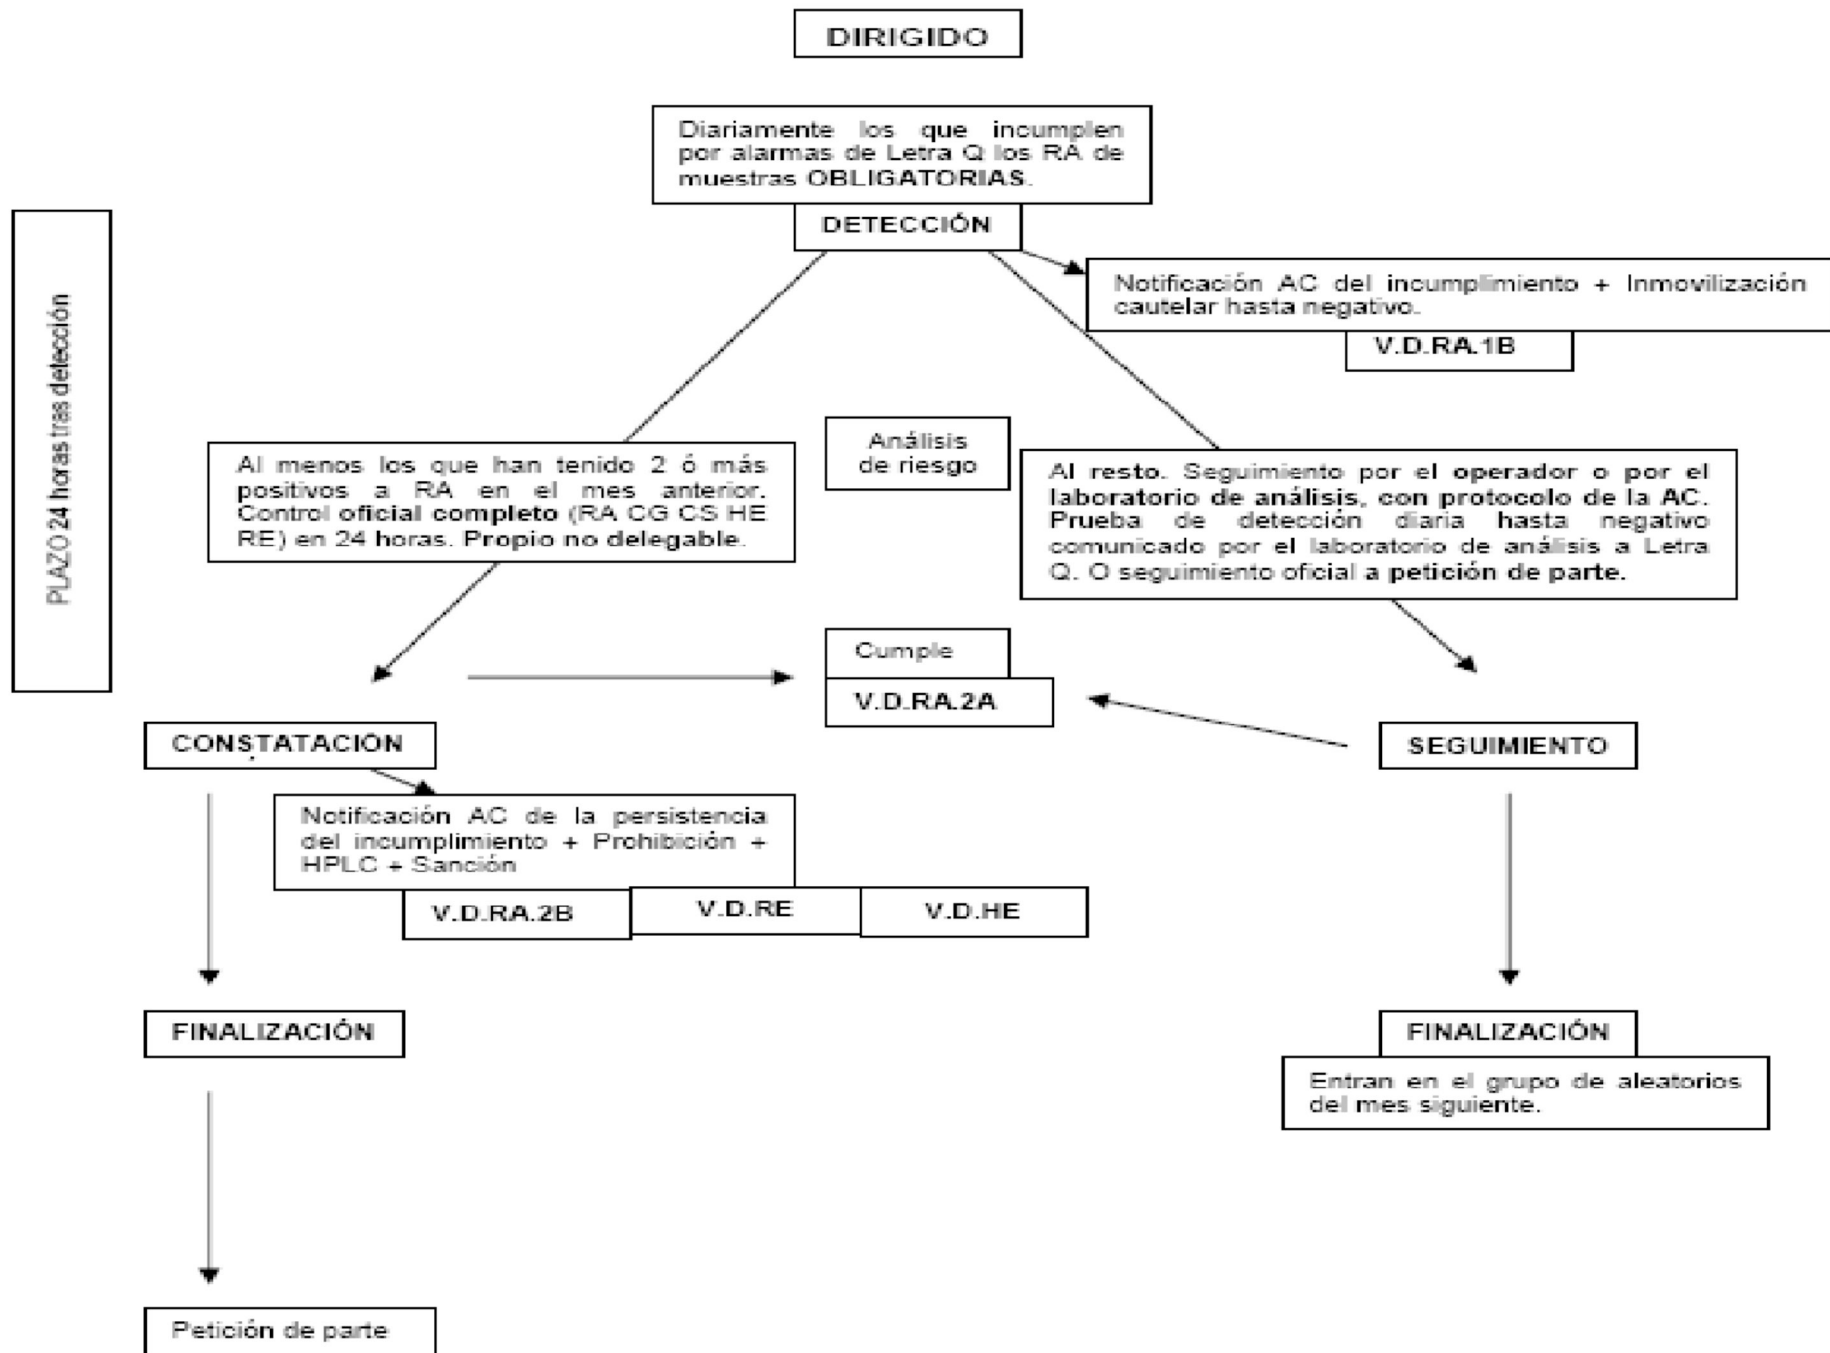 DIRIGIDO
Diariamente los que incumplen
por alarmas de Letra Q los RA de
muestras OBLIGATORIAS.
DETECCIÓN
Notificación AC del incumplimiento + Inmovilización
cautelar hasta negativo.
V.D.RA.1B
PLAZO 24 horas tras detección
Al menos los que han tenido 2 ó más
positivos a RA en el mes anterior.
Control oficial completo (RA CG CS HE
RE) en 24 horas. Propio no delegable.
Análisis
de riesgo
Al resto. Seguimiento por el operador o por el
laboratorio de análisis, con protocolo de la AC.
Prueba de detección diaria hasta negativo
comunicado por el laboratorio de análisis a Letra
Q. O seguimiento oficial a petición de parte.
Cumple
V.D.RA.2A
CONSTATACIÓN
SEGUIMIENTO
Notificación AC de la persistencia
del incumplimiento + Prohibición +
HPLC + Sanción
V.D.RA.2B
V.D.RE
V.D.HE
FINALIZACIÓN
FINALIZACIÓN
Entran en el grupo de aleatorios
del mes siguiente.
Petición de parte